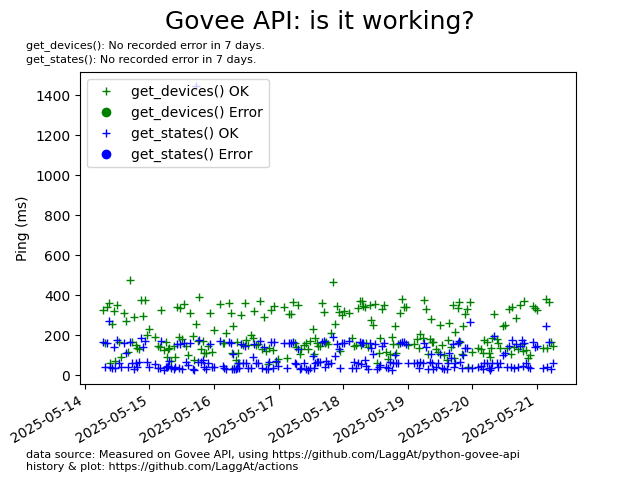 Govee API: is it working?
get_devices(): No recorded error in 7 days.
get_states(): No recorded error in 7 days.
get_devices() OK
get_devices() Error
get_states() OK
get_states() Error
Ping (ms)
1400
1200
1000
800
600
400
200
0
2025-05-14
2025-05-15
2025-05-16
2025-05-17
2025-05-18
2025-05-19
2025-05-20
2025-05-21
data source: Measured on Govee API, using https://github.com/LaggAt/python-govee-api
history & plot: https://github.com/LaggAt/actions